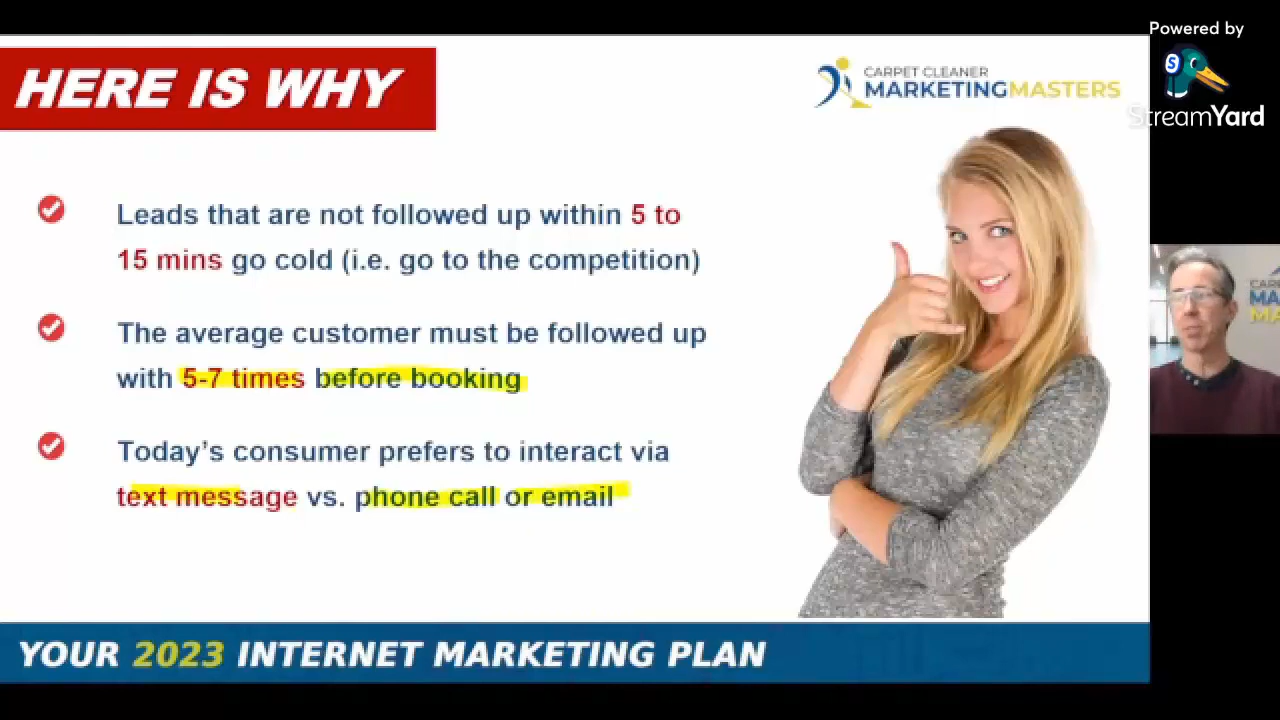 HERE IS WHY
CARPET CLEANER
MARKETINGMASTERS
Powered by
StreamYard
Leads that are not followed up within 5 to
15 mins go cold (i.e. go to the competition)
The average customer must be followed up
with 5-7 times before booking
Today’s consumer prefers to interact via
text message vs. phone call or email
YOUR 2023 INTERNET MARKETING PLAN